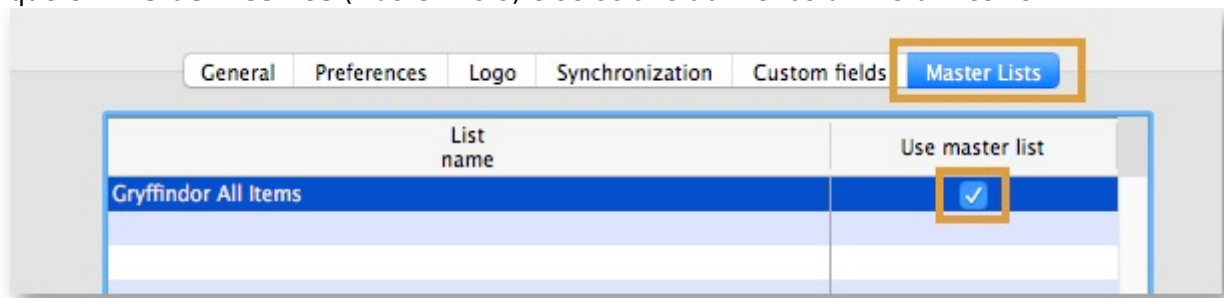 General Preferences Logo Synchronization Custom fields Master Lists
List name Use master list
Gryffindor All Items